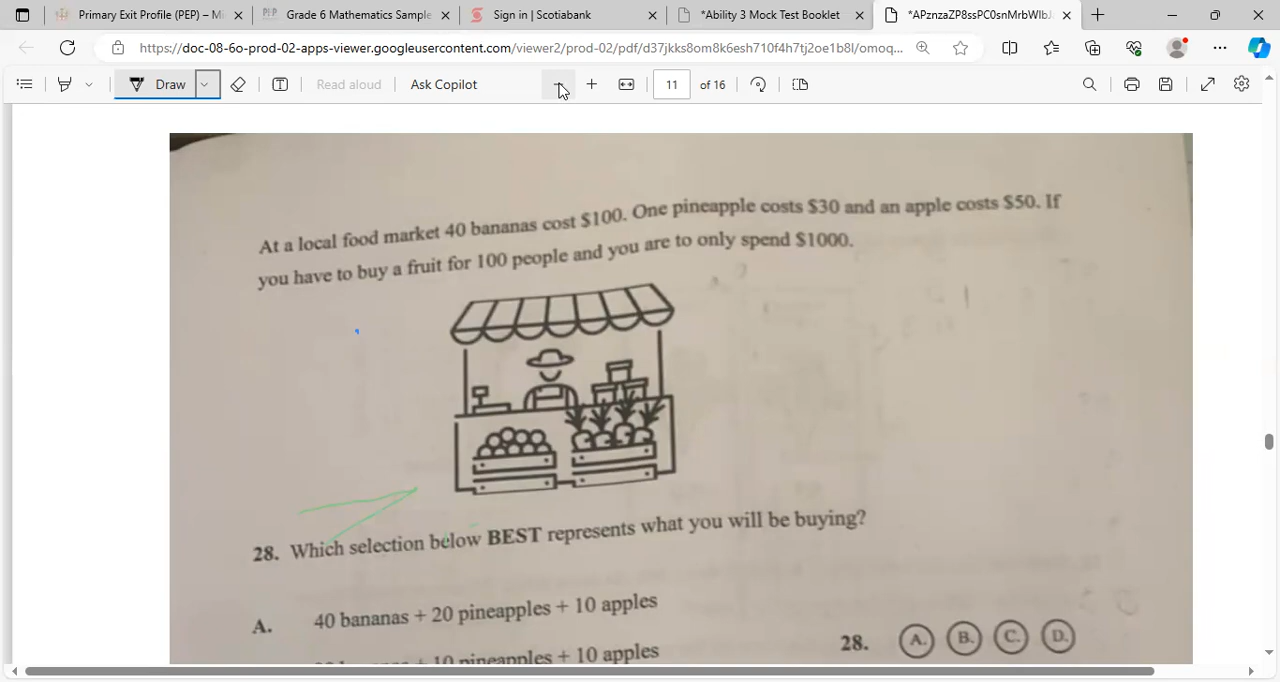 Primary Exit Profile (PEP) – Mi
Grade 6 Mathematics Sample
Sign in | Scotiabank
*Ability 3 Mock Test Booklet
*APznzaZP8ssPC0snMrbWIbJ
https://doc-08-6o-prod-02-apps-viewer.googleusercontent.com/viewer2/prod-02/pdf/d37jkks8om8k6esh710f4h7tj2oe1b8l/omoq...
Draw
Read aloud
Ask Copilot
11 of 16
At a local food market 40 bananas cost $100. One pineapple costs $30 and an apple costs $50. If
you have to buy a fruit for 100 people and you are to only spend $1000.
28. Which selection below BEST represents what you will be buying?
A. 40 bananas + 20 pineapples + 10 apples
+ 10 pineapples + 10 apples
28. A. B. C. D.